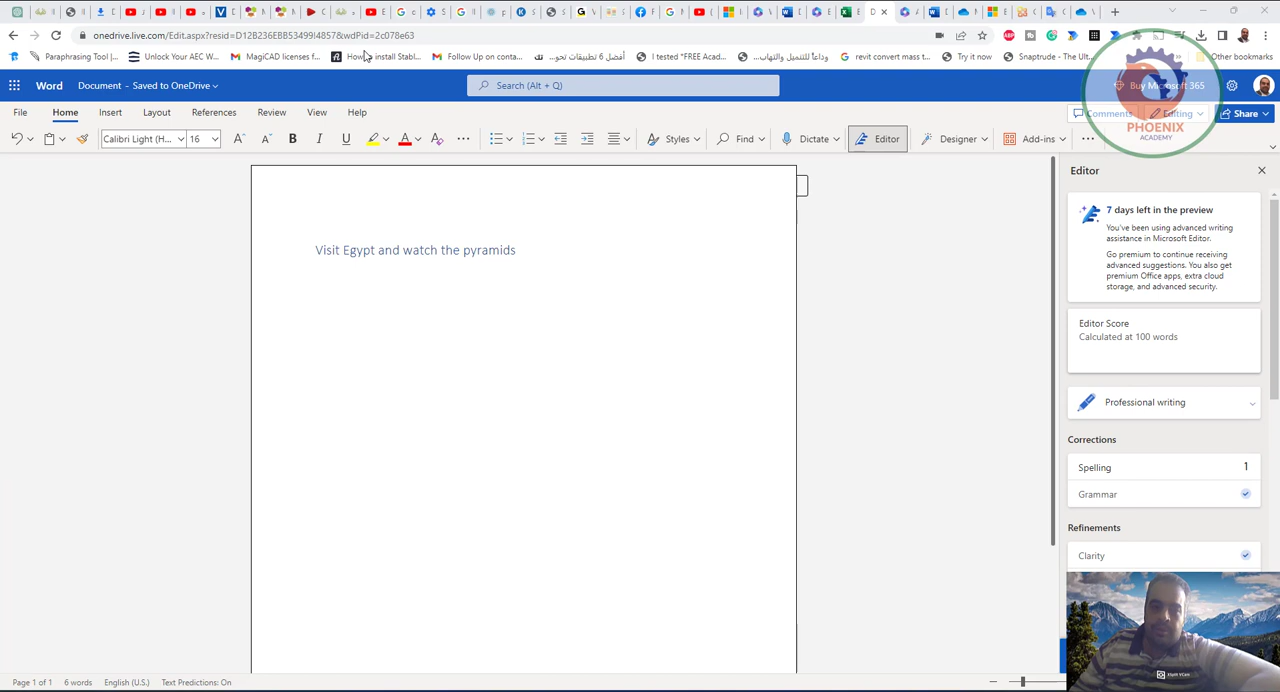 onedrive.live.com/Edit.aspx?resid=D12B236EBB53499!4857&wdPid=2c078e63
Paraphrasing Tool |
Unlock Your AEC W...
MagiCAD licenses f...
How to install Stabl...
Follow Up on conta...
أفضل 6 تطبيقات نحو...
I tested *FREE Acad...
وداعاً للتنميل والتهاب...
revit convert mass t...
Try it now
Snaptrude - The Ult...
Other bookmarks
Word
Document - Saved to OneDrive
Search (Alt + Q)
Buy Microsoft 365
File Home Insert Layout References Review View Help
Comments
Editing
Share
Calibri Light (H... 16
Styles
Find
Dictate
Editor
Designer
Add-ins
PHOENIX
ACADEMY
Visit Egypt and watch the pyramids
Editor
7 days left in the preview
You've been using advanced writing
assistance in Microsoft Editor.
Go premium to continue receiving
advanced suggestions. You also get
premium Office apps, extra cloud
storage, and advanced security.
Editor Score
Calculated at 100 words
Professional writing
Corrections
Spelling 1
Grammar
Refinements
Clarity
XSplit VCam
Page 1 of 1 6 words English (U.S.) Text Predictions: On